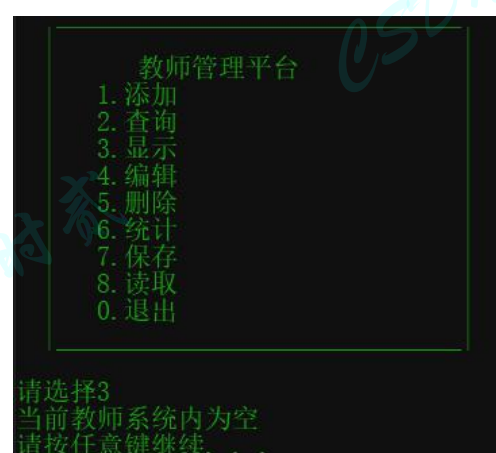 教师管理平台
1.添加
2.查询
3.显示
4.编辑
5.删除
6.统计
7.保存
8.读取
0.退出
请选择3
当前教师系统内为空
请按任意键继续. . .